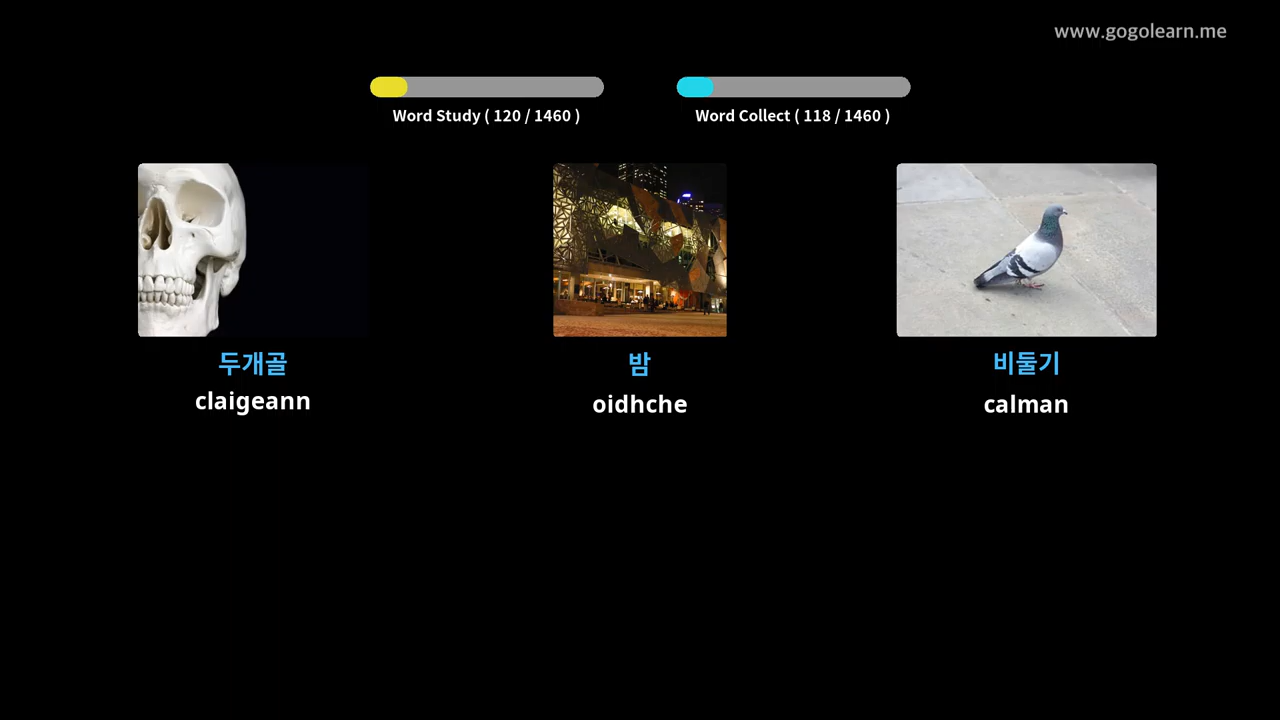 www.gogolearn.me
Word Study ( 120 / 1460 )
Word Collect ( 118 / 1460 )
두개골
claigeann
밤
oidhche
비둘기
calman